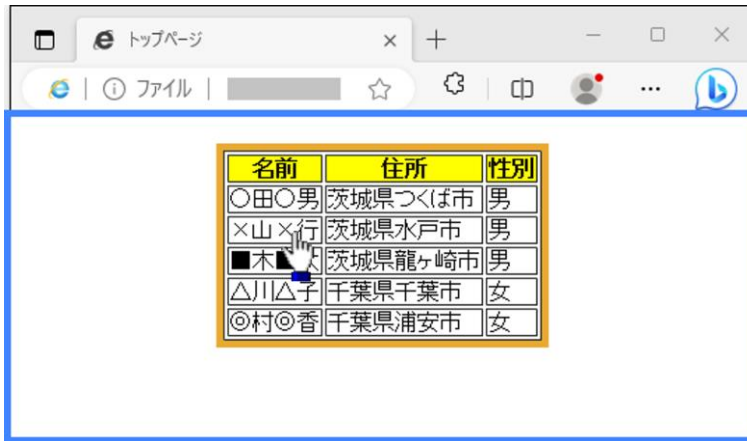 トップページ
ファイル
名前 住所 性別
○田○男 茨城県つくば市 男
×山×行 茨城県水戸市 男
■木■ 茨城県龍ヶ崎市 男
△川△子 千葉県千葉市 女
◎村◎香 千葉県浦安市 女